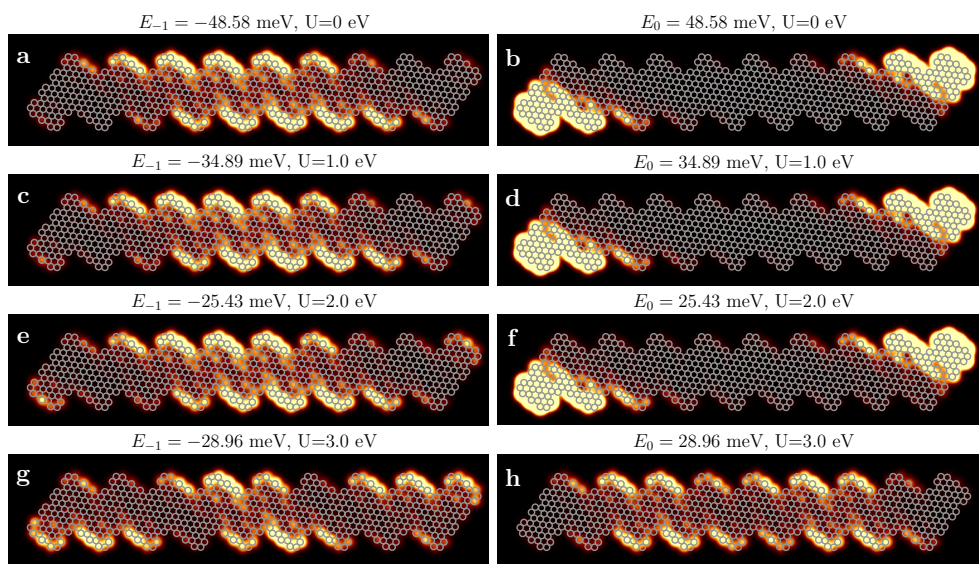 E₋₁ = −48.58 meV, U=0 eV
E₀ = 48.58 meV, U=0 eV
a
b
E₋₁ = −34.89 meV, U=1.0 eV
E₀ = 34.89 meV, U=1.0 eV
c
d
E₋₁ = −25.43 meV, U=2.0 eV
E₀ = 25.43 meV, U=2.0 eV
e
f
E₋₁ = −28.96 meV, U=3.0 eV
E₀ = 28.96 meV, U=3.0 eV
g
h